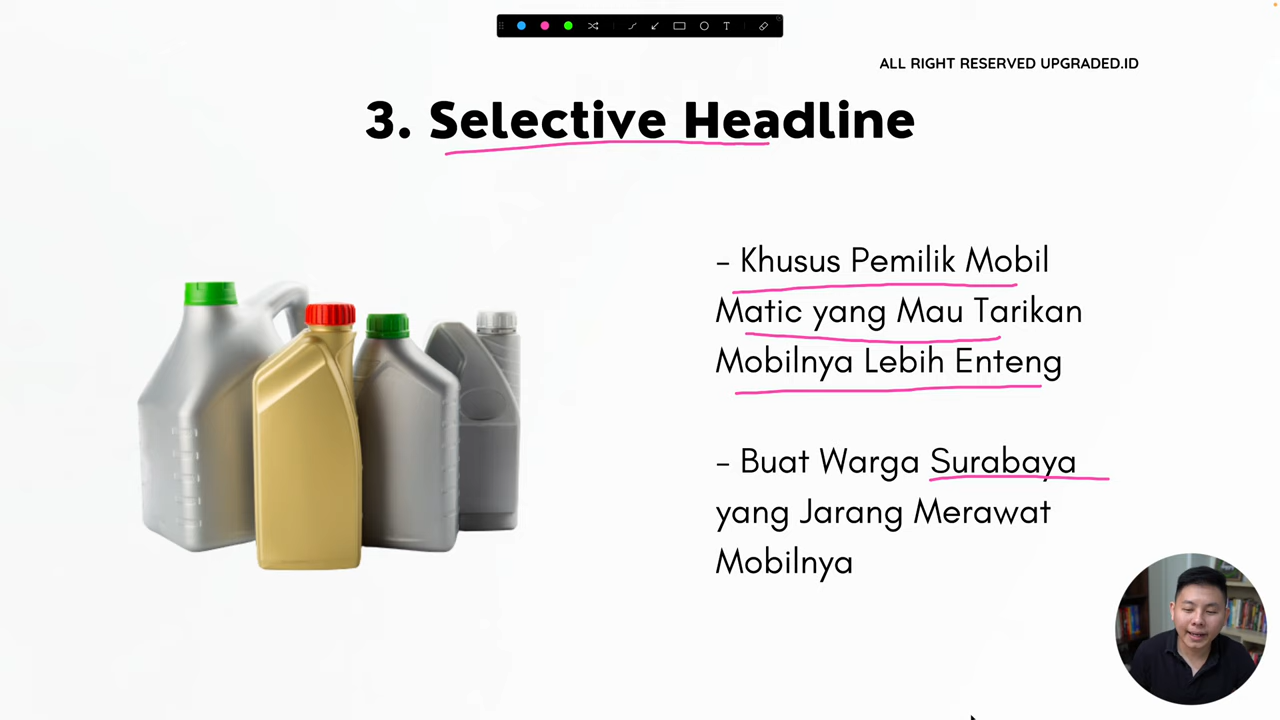 ALL RIGHT RESERVED UPGRADED.ID
3. Selective Headline
- Khusus Pemilik Mobil
Matic yang Mau Tarikan
Mobilnya Lebih Enteng
- Buat Warga Surabaya
yang Jarang Merawat
Mobilnya